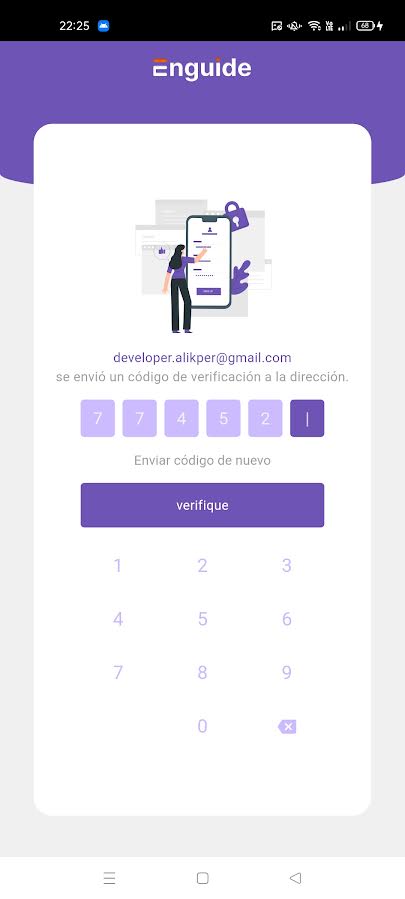 22:25
68
Enguide
developer.alikper@gmail.com
se envió un código de verificación a la dirección.
7 7 4 5 2
Enviar código de nuevo
verifique
1 2 3
4 5 6
7 8 9
0